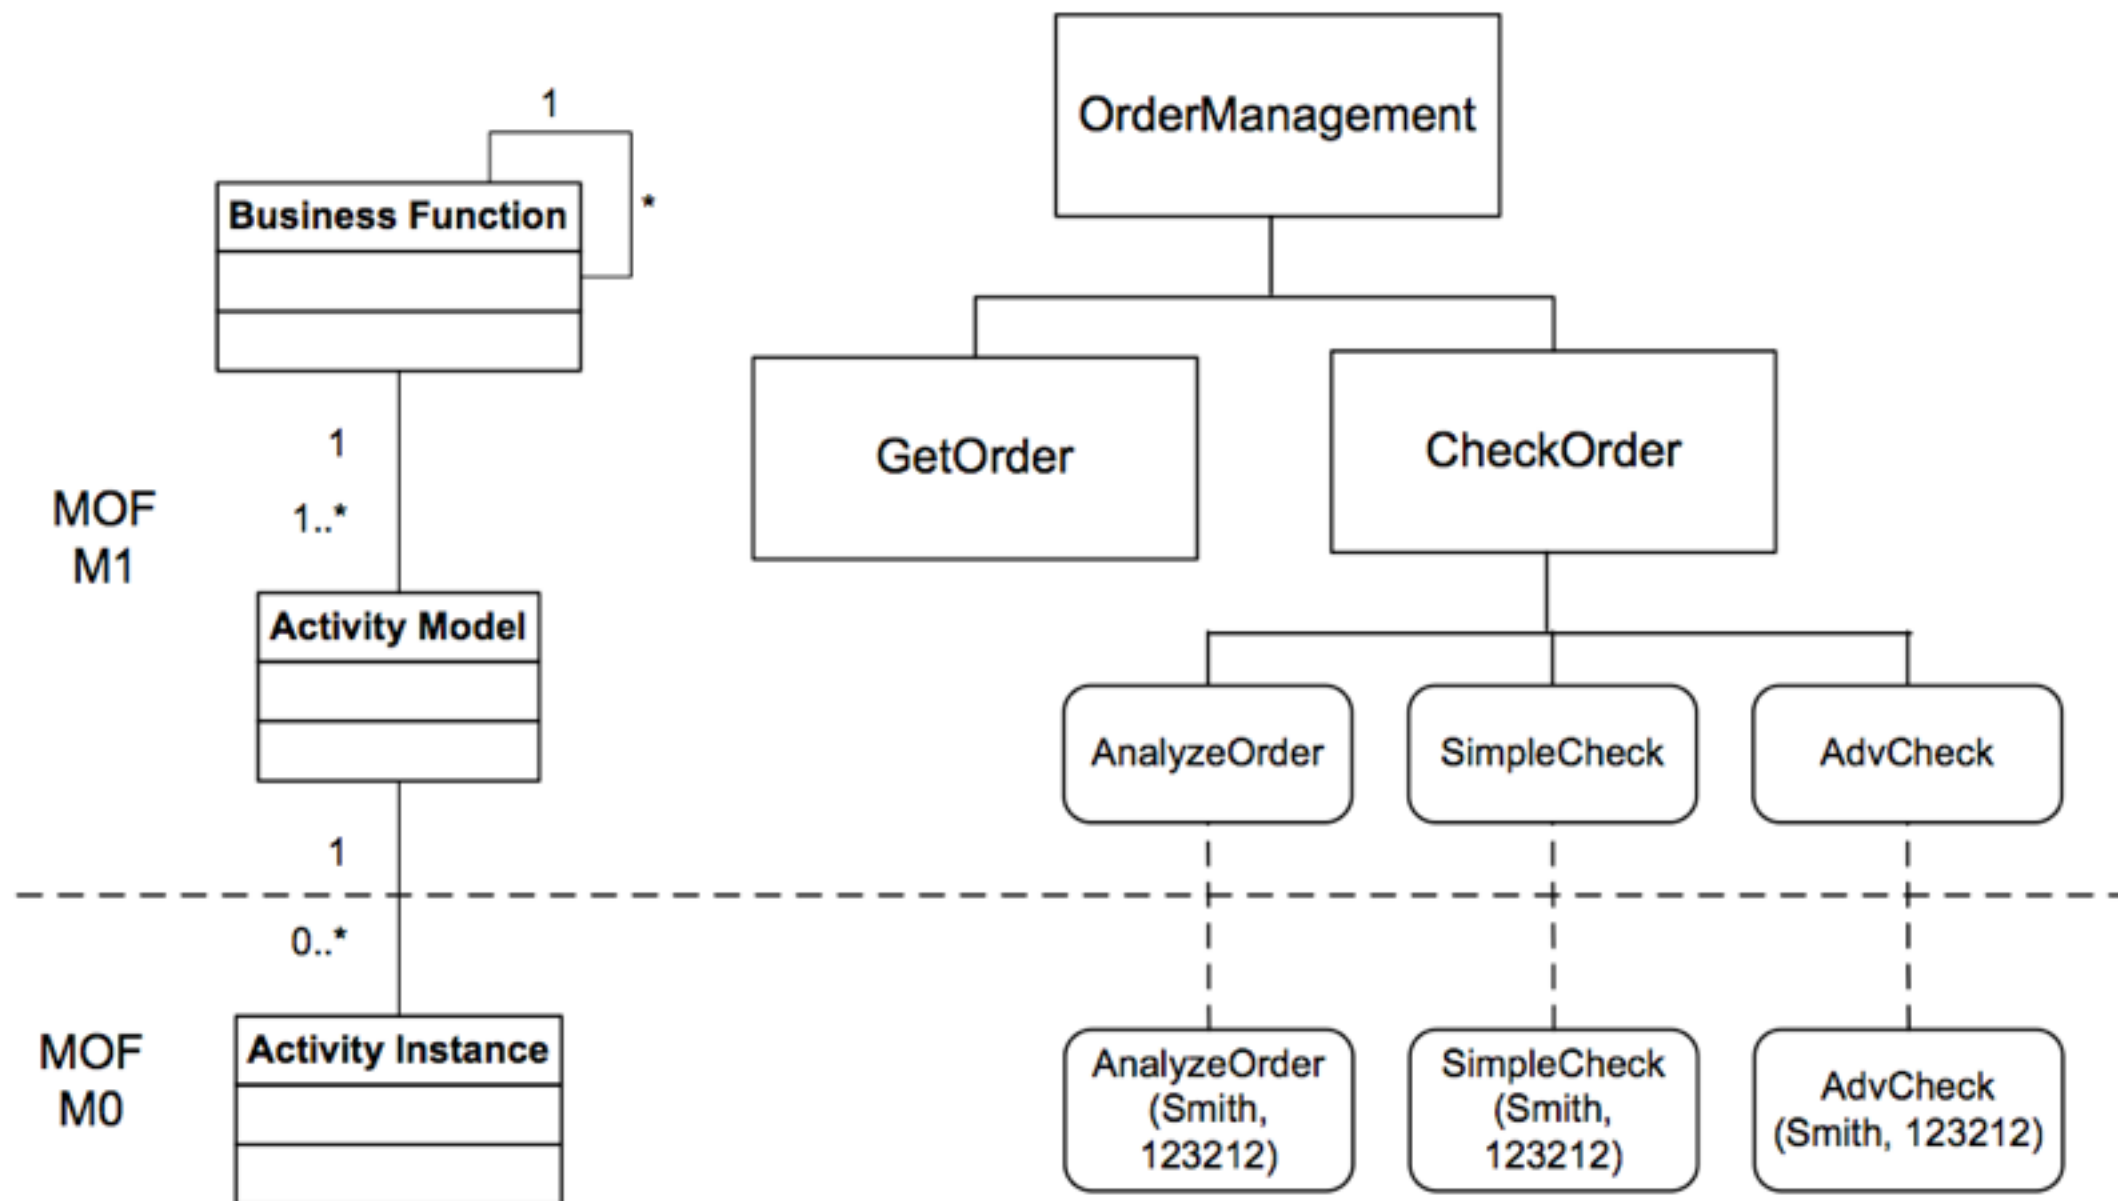 1
OrderManagement
Business Function
*
GetOrder
CheckOrder
1
1..*
MOF
M1
Activity Model
AnalyzeOrder
SimpleCheck
AdvCheck
1
0..*
MOF
M0
Activity Instance
AnalyzeOrder
(Smith,
123212)
SimpleCheck
(Smith,
123212)
AdvCheck
(Smith, 123212)